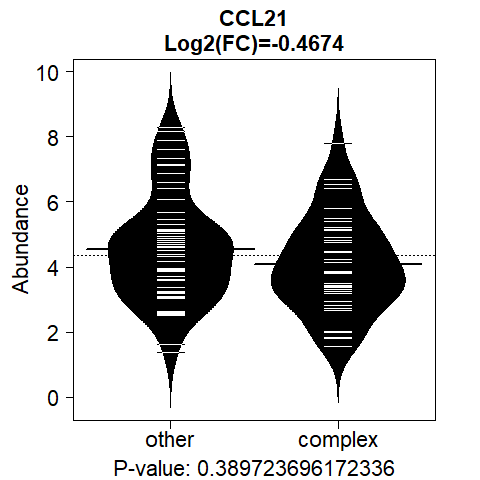 CCL21
Log2(FC)=-0.4674
Abundance
10
8
6
4
2
0
other complex
P-value: 0.389723696172336